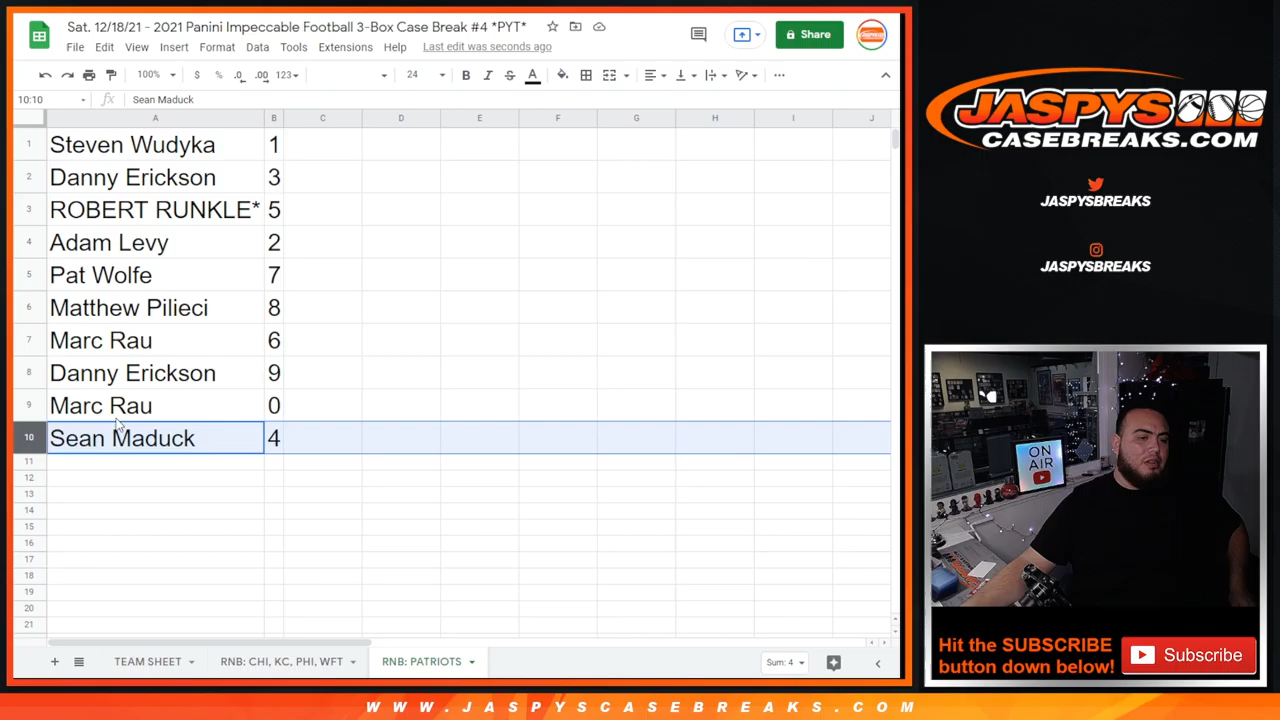 Sat. 12/18/21 - 2021 Panini Impeccable Football 3-Box Case Break #4 *PYT*
File Edit View Insert Format Data Tools Extensions Help Last edit was seconds ago
Share
100% $ % .0 .00 123 24 B I S A
10:10 fx Sean Maduck
A B C D E F G H I J
1 Steven Wudyka 1
2 Danny Erickson 3
3 ROBERT RUNKLE* 5
4 Adam Levy 2
5 Pat Wolfe 7
6 Matthew Pilieci 8
7 Marc Rau 6
8 Danny Erickson 9
9 Marc Rau 0
10 Sean Maduck 4
11
12
13
14
15
16
17
18
19
20
21
+ TEAM SHEET RNB: CHI, KC, PHI, WFT RNB: PATRIOTS Sum: 4
JASPYS
CASEBREAKS.COM
JASPYSBREAKS
JASPYSBREAKS
ON
AIR
Hit the SUBSCRIBE
button down below!
Subscribe
WWW.JASPYSCASEBREAKS.COM